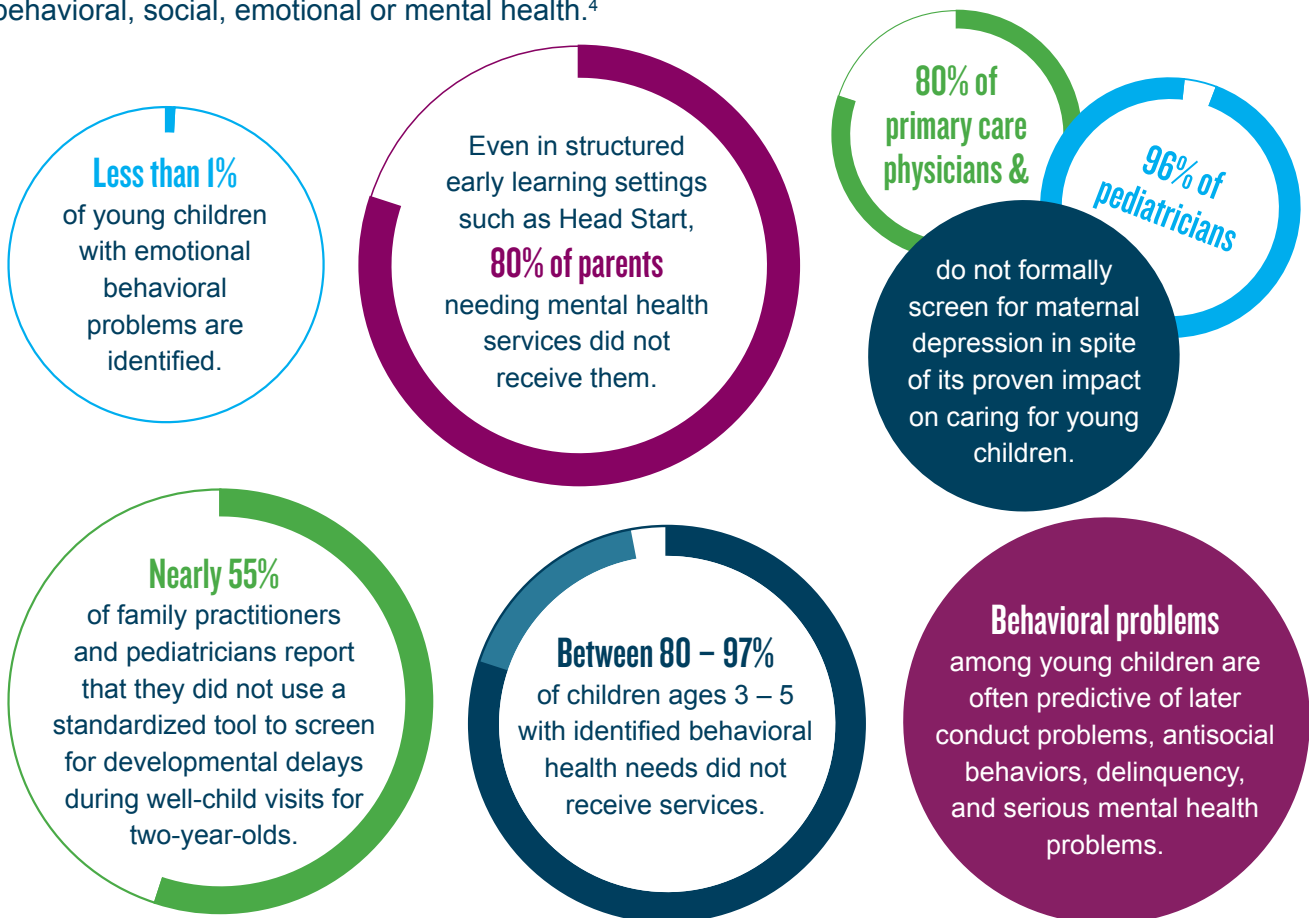 behavioral, social, emotional or mental health.⁴
Less than 1%
of young children
with emotional
behavioral
problems are
identified.
Even in structured
early learning settings
such as Head Start,
80% of parents
needing mental health
services did not
receive them.
80% of
primary care
physicians &
96% of
pediatricians
do not formally
screen for maternal
depression in spite
of its proven impact
on caring for young
children.
Nearly 55%
of family practitioners
and pediatricians report
that they did not use a
standardized tool to screen
for developmental delays
during well-child visits for
two-year-olds.
Between 80 – 97%
of children ages 3 – 5
with identified behavioral
health needs did not
receive services.
Behavioral problems
among young children are
often predictive of later
conduct problems, antisocial
behaviors, delinquency,
and serious mental health
problems.